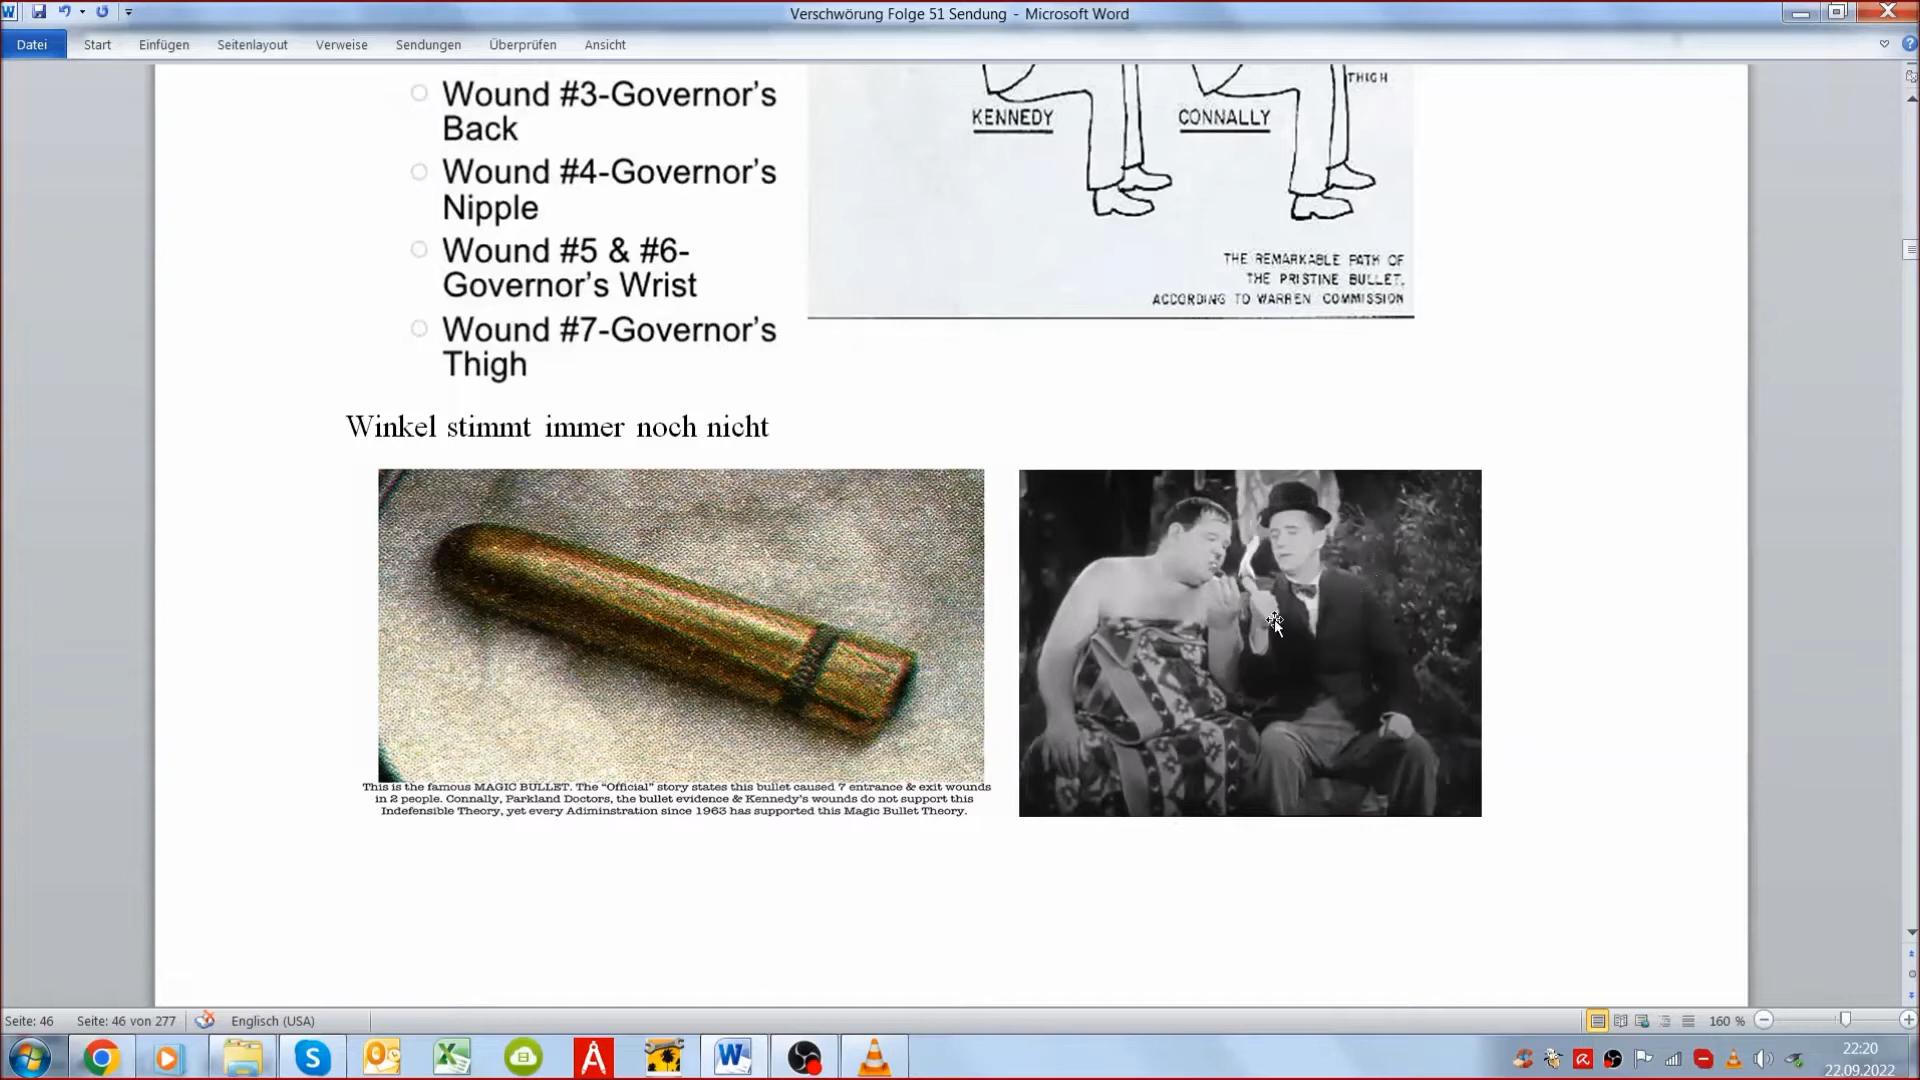 Verschwörung Folge 51 Sendung - Microsoft Word
Datei Start Einfügen Seitenlayout Verweise Sendungen Überprüfen Ansicht
Wound #3-Governor's
Back
Wound #4-Governor's
Nipple
Wound #5 & #6-
Governor's Wrist
Wound #7-Governor's
Thigh
THIGH
KENNEDY CONNALLY
THE REMARKABLE PATH OF
THE PRISTINE BULLET,
ACCORDING TO WARREN COMMISSION
Winkel stimmt immer noch nicht
This is the famous MAGIC BULLET. The "Official" story states this bullet caused 7 entrance & exit wounds
in 2 people. Connally, Parkland Doctors, the bullet evidence & Kennedy's wounds do not support this
Indefensible Theory, yet every Adiminstration since 1963 has supported this Magic Bullet Theory.
Seite: 46 Seite: 46 von 277 Englisch (USA) 160 %
22:20
22.09.2022